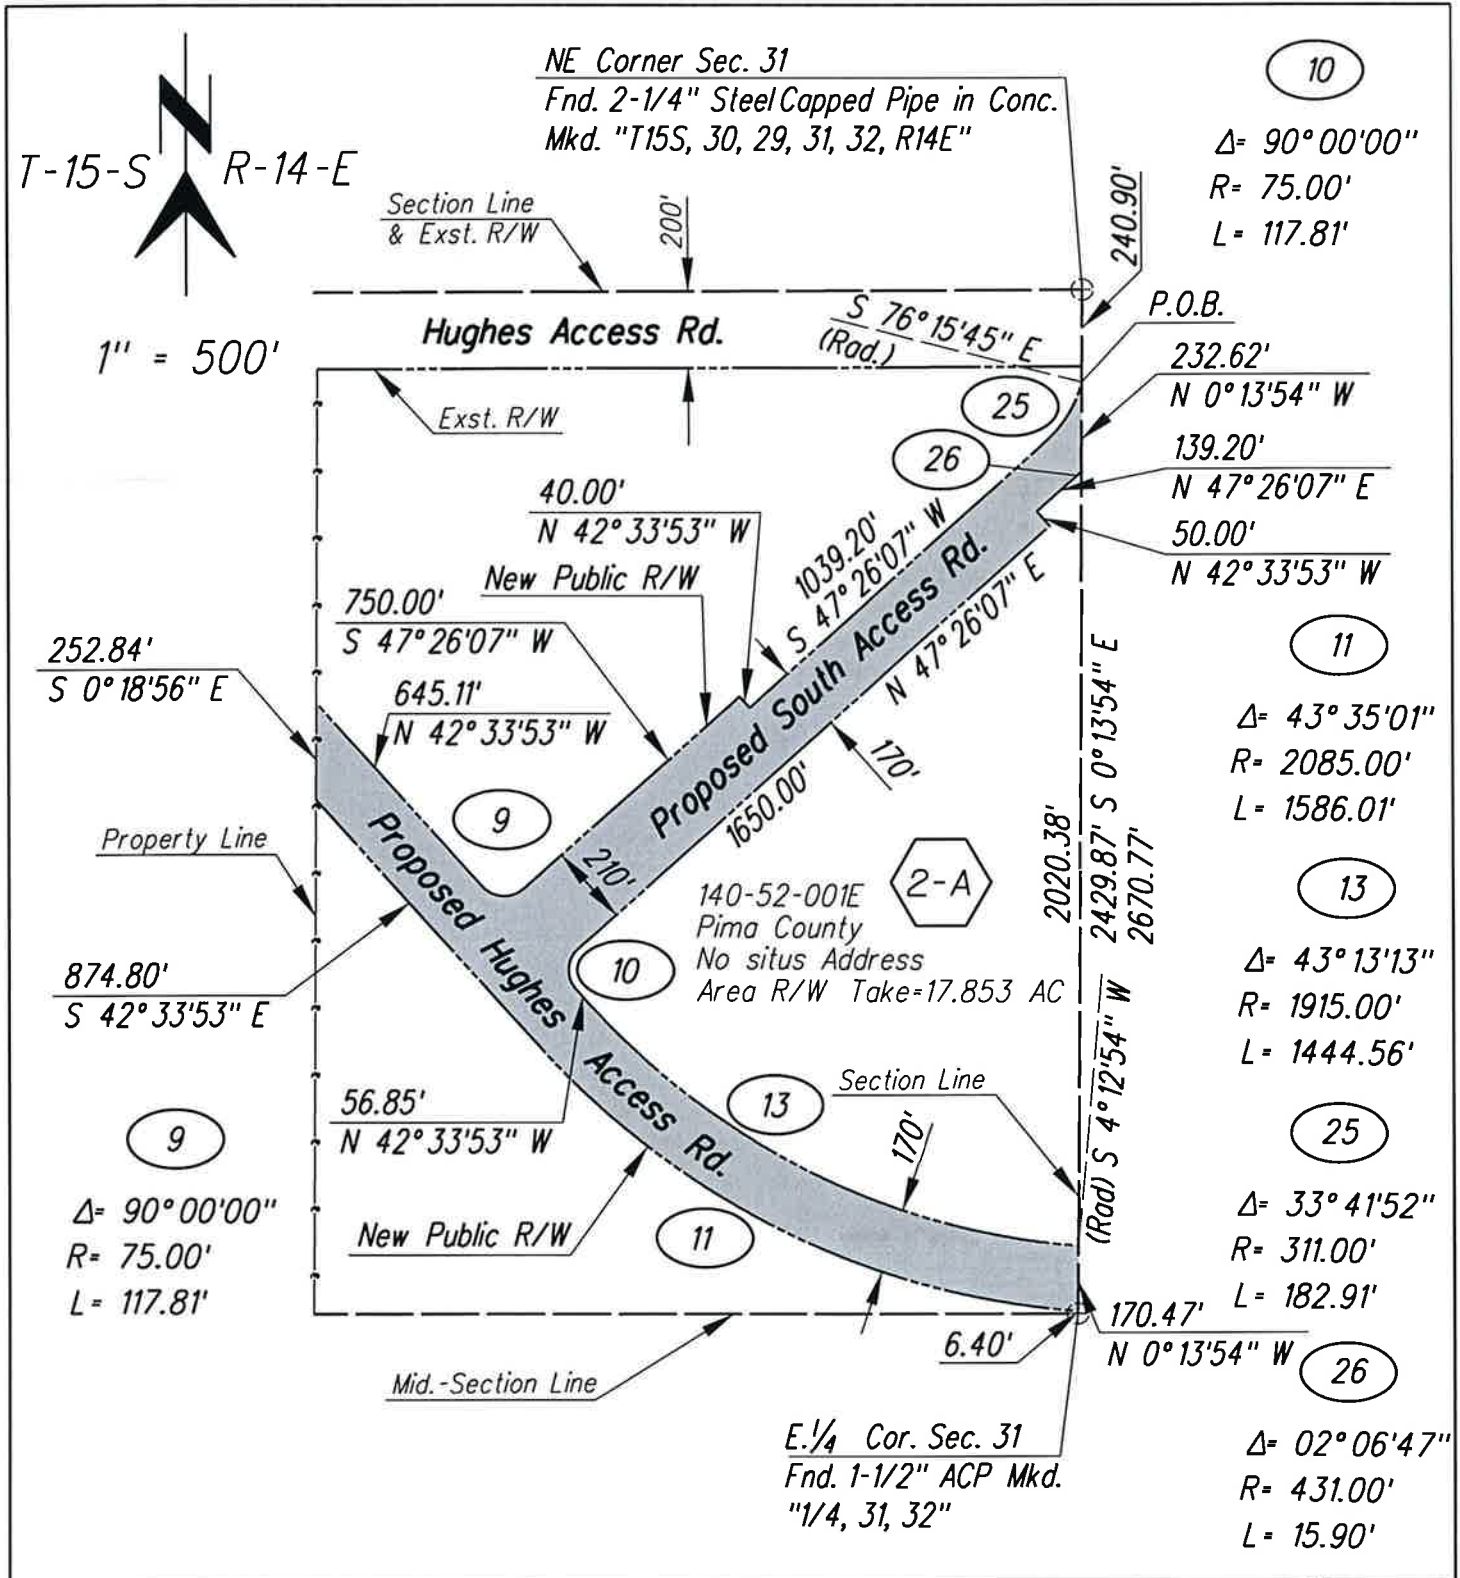 NE Corner Sec. 31
Fnd. 2-1/4" Steel Capped Pipe in Conc.
Mkd. "T15S, 30, 29, 31, 32, R14E"
N
T-15-S R-14-E
1" = 500'
Section Line
& Exst. R/W
200'
240.90'
10
Δ= 90°00'00"
R= 75.00'
L= 117.81'
Hughes Access Rd.
S 76°15'45" E
(Rad.)
P.O.B.
232.62'
N 0°13'54" W
Exst. R/W
25
26
139.20'
N 47°26'07" E
50.00'
N 42°33'53" W
40.00'
N 42°33'53" W
New Public R/W
1039.20'
S 47°26'07" W
Proposed South Access Rd.
N 47°26'07" E
1650.00'
170'
750.00'
S 47°26'07" W
252.84'
S 0°18'56" E
645.11'
N 42°33'53" W
11
Δ= 43°35'01"
R= 2085.00'
L= 1586.01'
9
210'
Property Line
Proposed Hughes Access Rd.
2-A
140-52-001E
Pima County
No situs Address
Area R/W Take=17.853 AC
2020.38'
2429.87' S 0°13'54" E
2670.77'
13
Δ= 43°13'13"
R= 1915.00'
L= 1444.56'
10
874.80'
S 42°33'53" E
56.85'
N 42°33'53" W
13
Section Line
170'
(Rad) S 4°12'54" W
25
Δ= 33°41'52"
R= 311.00'
L= 182.91'
9
Δ= 90°00'00"
R= 75.00'
L= 117.81'
New Public R/W
11
6.40'
170.47'
N 0°13'54" W
Mid.-Section Line
26
Δ= 02°06'47"
R= 431.00'
L= 15.90'
E.1/4 Cor. Sec. 31
Fnd. 1-1/2" ACP Mkd.
"1/4, 31, 32"